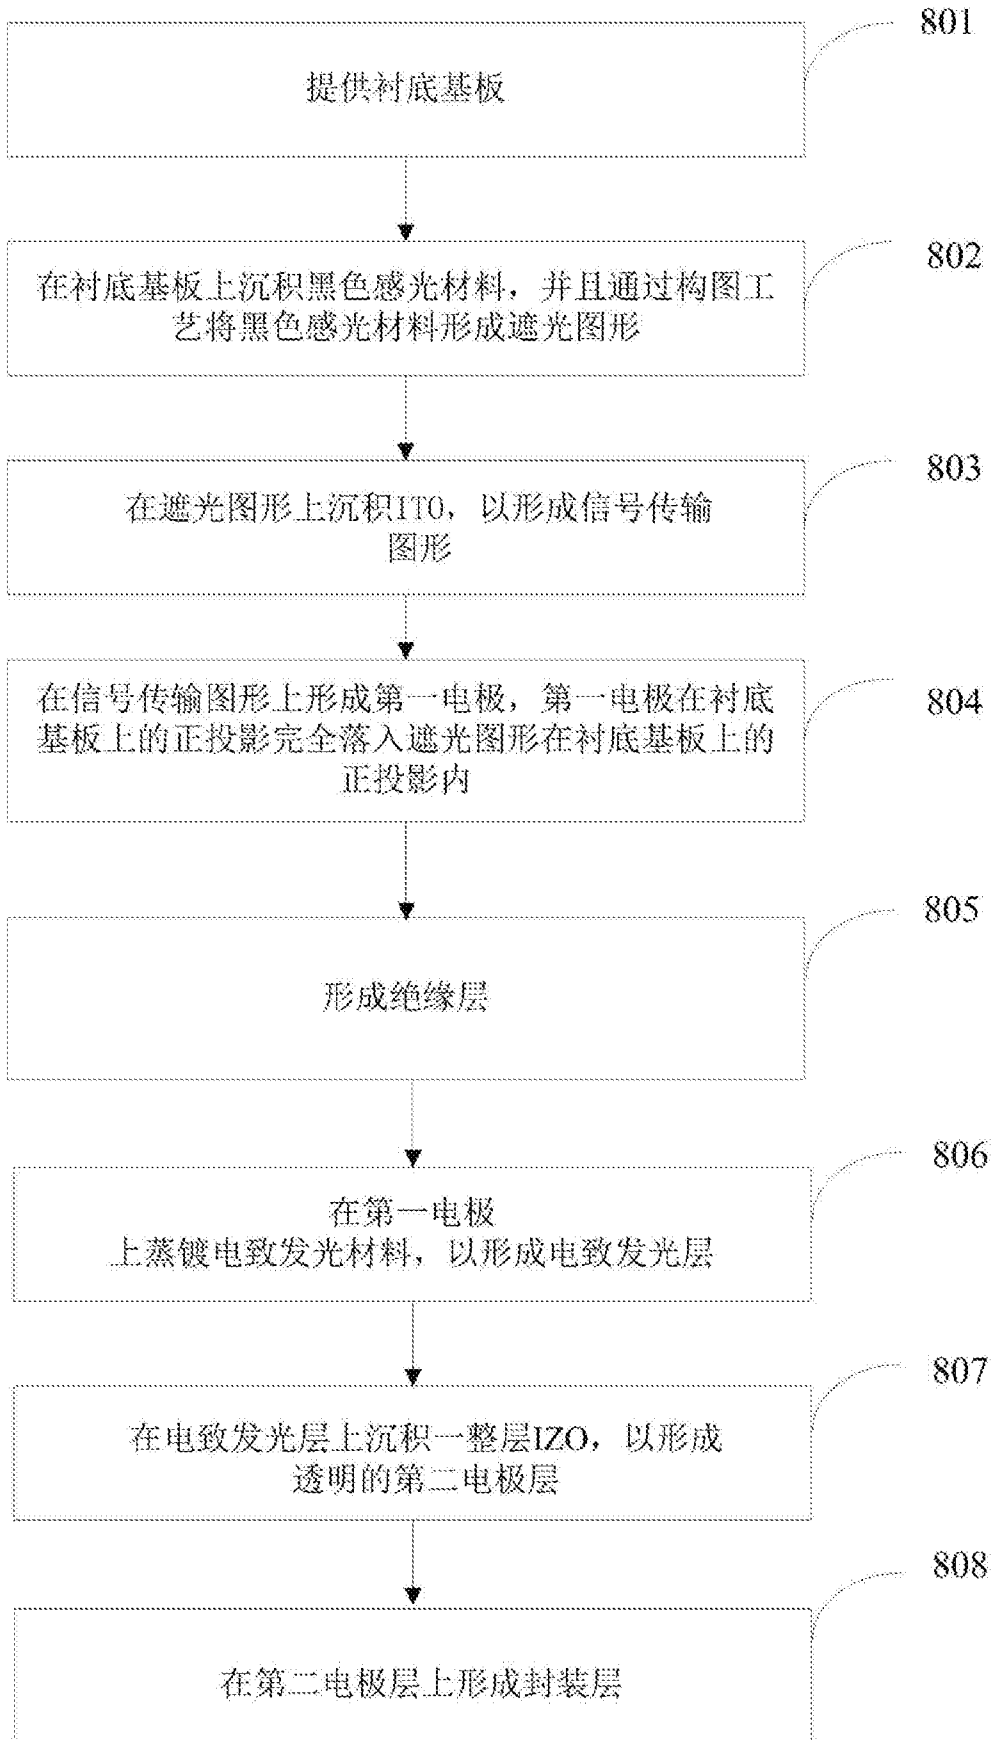 801
提供衬底基板
802
在衬底基板上沉积黑色感光材料，并且通过构图工
艺将黑色感光材料形成遮光图形
803
在遮光图形上沉积ITO，以形成信号传输
图形
804
在信号传输图形上形成第一电极，第一电极在衬底
基板上的正投影完全落入遮光图形在衬底基板上的
正投影内
805
形成绝缘层
806
在第一电极
上蒸镀电致发光材料，以形成电致发光层
807
在电致发光层上沉积一整层IZO，以形成
透明的第二电极层
808
在第二电极层上形成封装层